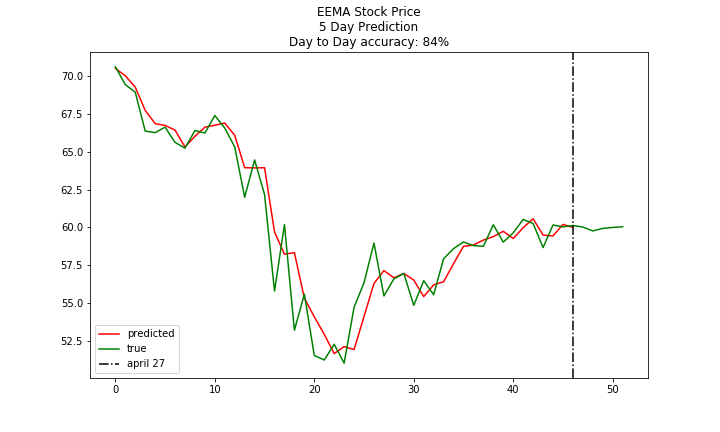 EEMA Stock Price
5 Day Prediction
Day to Day accuracy: 84%
70.0
67.5
65.0
62.5
60.0
57.5
55.0
52.5
predicted
true
april 27
0 10 20 30 40 50